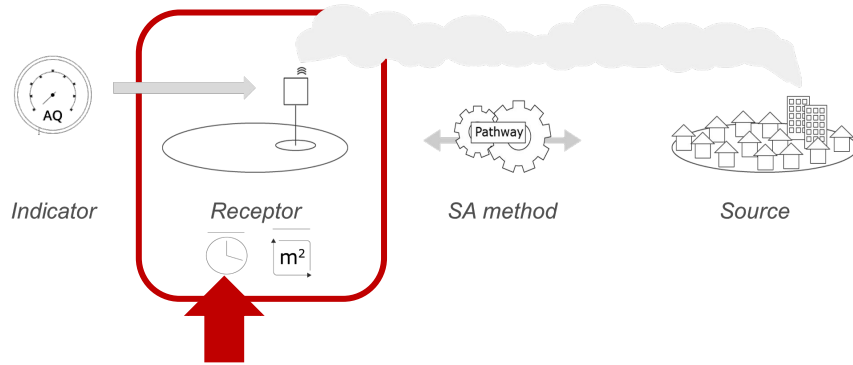 AQ
Pathway
Indicator
Receptor
SA method
Source
m²